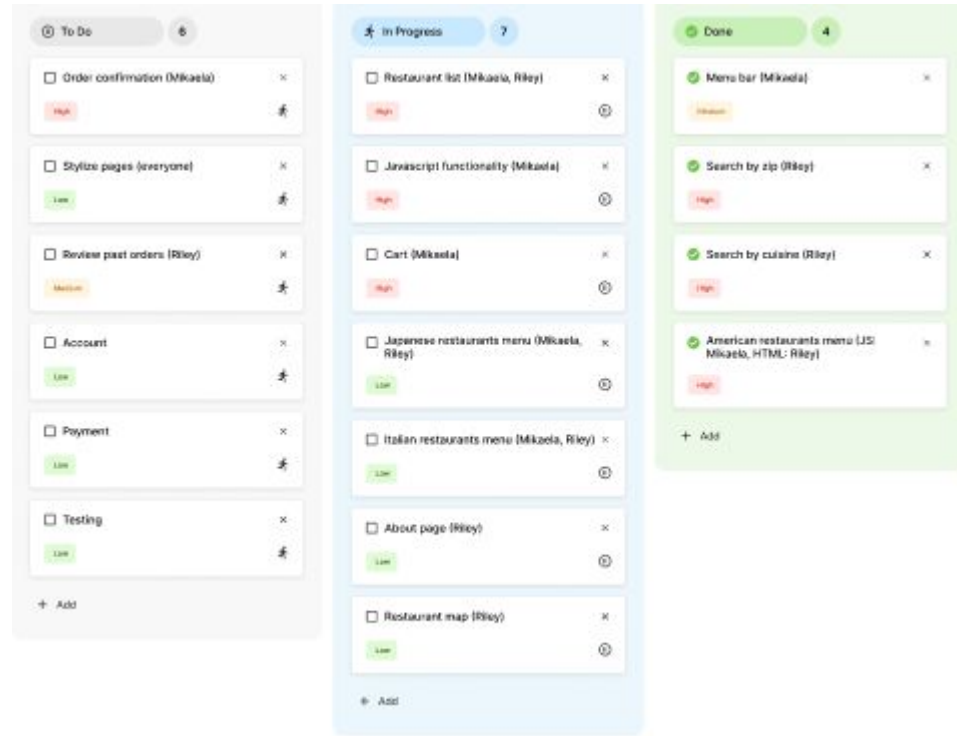 To Do 6
Order confirmation (Mikaela)
High
Stylize pages (everyone)
Low
Review past orders (Riley)
Medium
Account
Low
Payment
Low
Testing
Low
+ Add
In Progress 7
Restaurant list (Mikaela, Riley)
High
Javascript functionality (Mikaela)
High
Cart (Mikaela)
High
Japanese restaurants menu (Mikaela,
Riley)
Low
Italian restaurants menu (Mikaela, Riley)
Low
About page (Riley)
Low
Restaurant map (Riley)
Low
+ Add
Done 4
Menu bar (Mikaela)
Medium
Search by zip (Riley)
High
Search by cuisine (Riley)
High
American restaurants menu (JS:
Mikaela, HTML: Riley)
High
+ Add